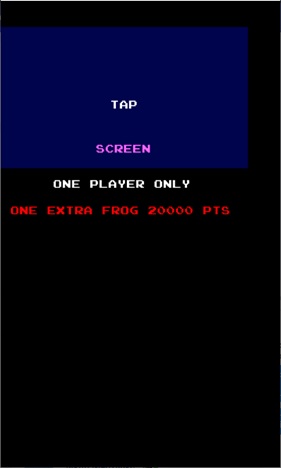 TAP
SCREEN
ONE PLAYER ONLY
ONE EXTRA FROG 20000 PTS